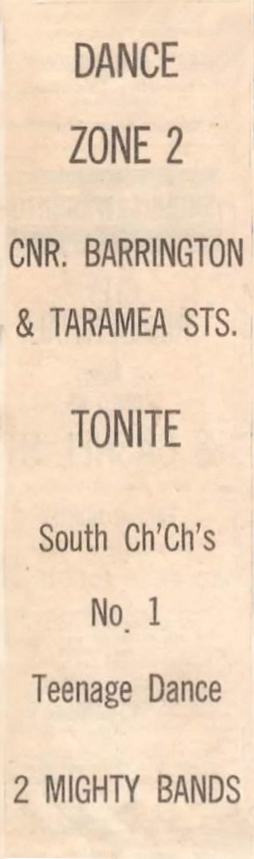 DANCE
ZONE 2
CNR. BARRINGTON
& TARAMEA STS.
TONITE
South Ch'Ch's
No. 1
Teenage Dance
2 MIGHTY BANDS